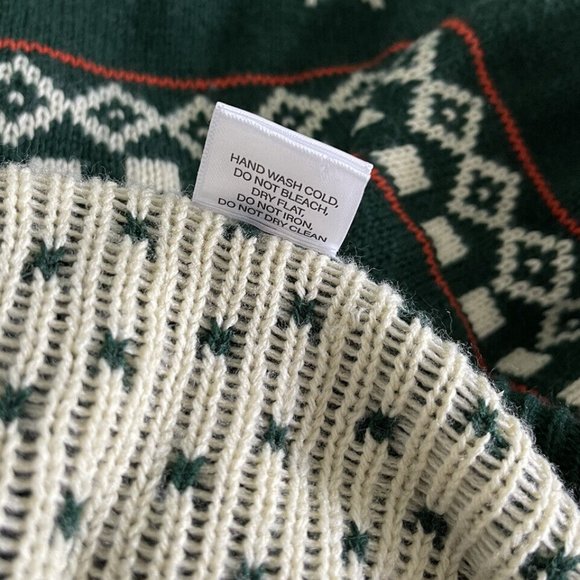 HAND WASH COLD,
DO NOT BLEACH,
DRY FLAT,
DO NOT IRON,
DO NOT DRY CLEAN